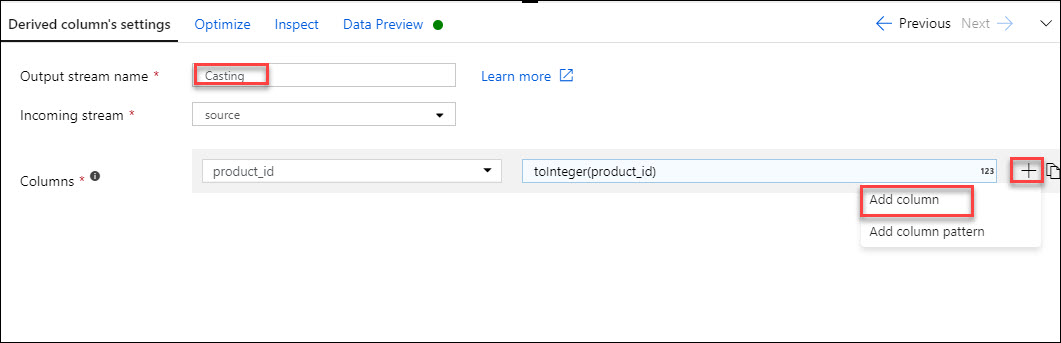 Derived column's settings Optimize Inspect Data Preview Previous Next
Output stream name * Casting Learn more
Incoming stream * source
Columns * product_id toInteger(product_id) 123
Add column
Add column pattern